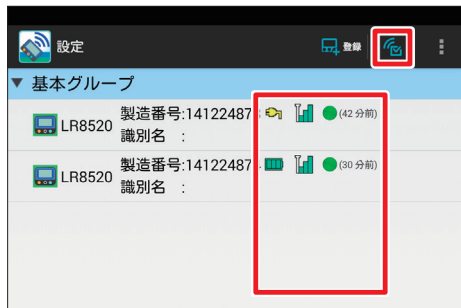 設定
登録
基本グループ
LR8520
製造番号:14122487
(42 分前)
識別名 :
LR8520
製造番号:14122487
(30 分前)
識別名 :